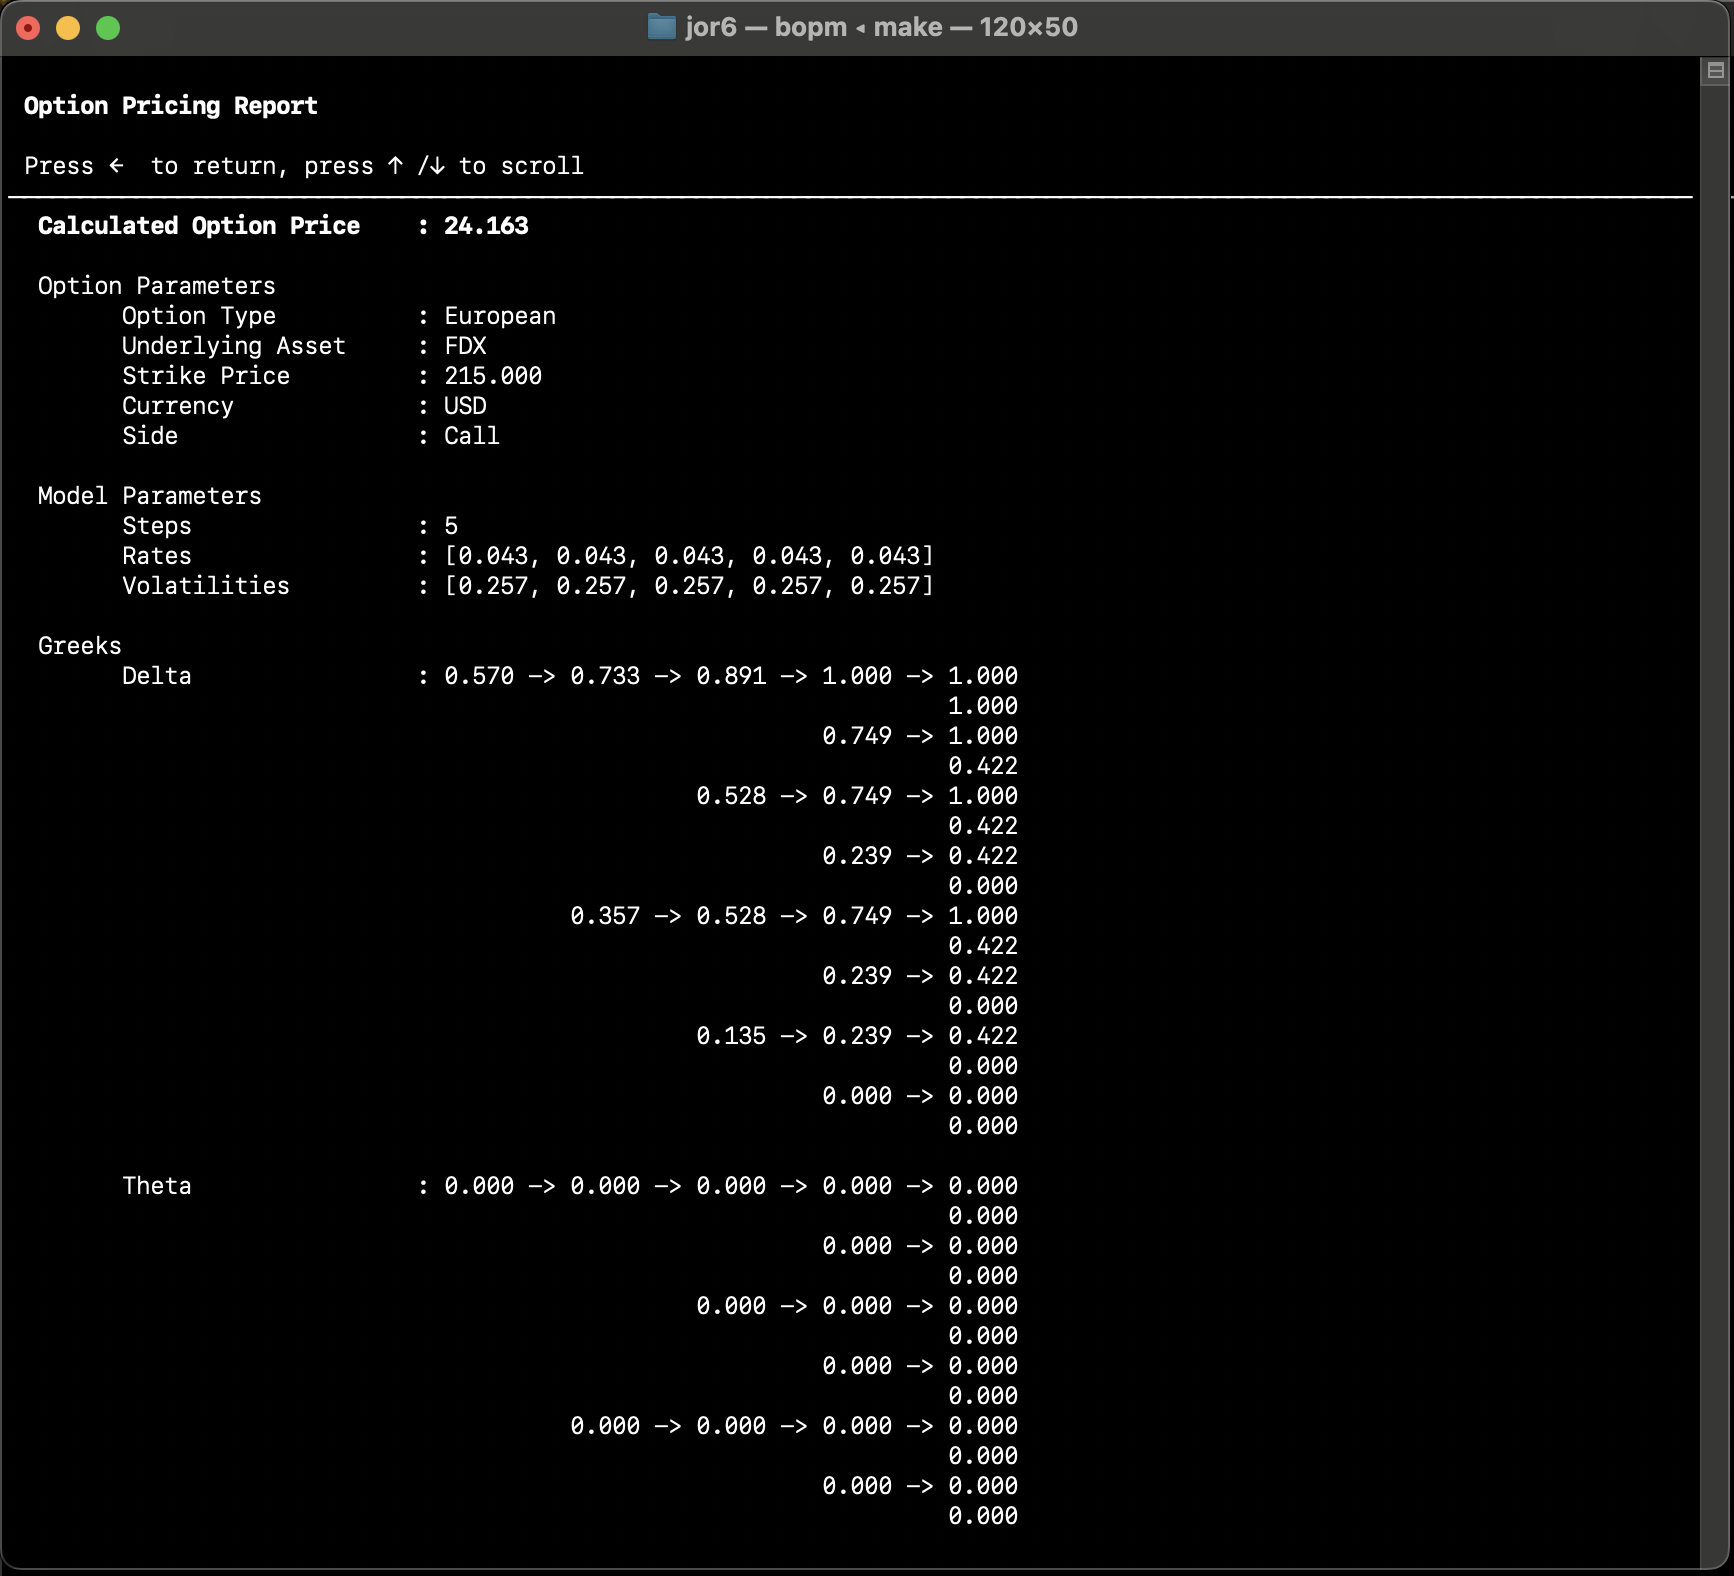 jor6 — bopm ◂ make — 120×50
Option Pricing Report
Press ← to return, press ↑ /↓ to scroll
Calculated Option Price : 24.163
Option Parameters
Option Type : European
Underlying Asset : FDX
Strike Price : 215.000
Currency : USD
Side : Call
Model Parameters
Steps : 5
Rates : [0.043, 0.043, 0.043, 0.043, 0.043]
Volatilities : [0.257, 0.257, 0.257, 0.257, 0.257]
Greeks
Delta : 0.570 —> 0.733 —> 0.891 —> 1.000 —> 1.000
1.000
0.749 —> 1.000
0.422
0.528 —> 0.749 —> 1.000
0.422
0.239 —> 0.422
0.000
0.357 —> 0.528 —> 0.749 —> 1.000
0.422
0.239 —> 0.422
0.000
0.135 —> 0.239 —> 0.422
0.000
0.000 —> 0.000
0.000
Theta : 0.000 —> 0.000 —> 0.000 —> 0.000 —> 0.000
0.000
0.000 —> 0.000
0.000
0.000 —> 0.000 —> 0.000
0.000
0.000 —> 0.000
0.000
0.000 —> 0.000 —> 0.000 —> 0.000
0.000
0.000 —> 0.000
0.000